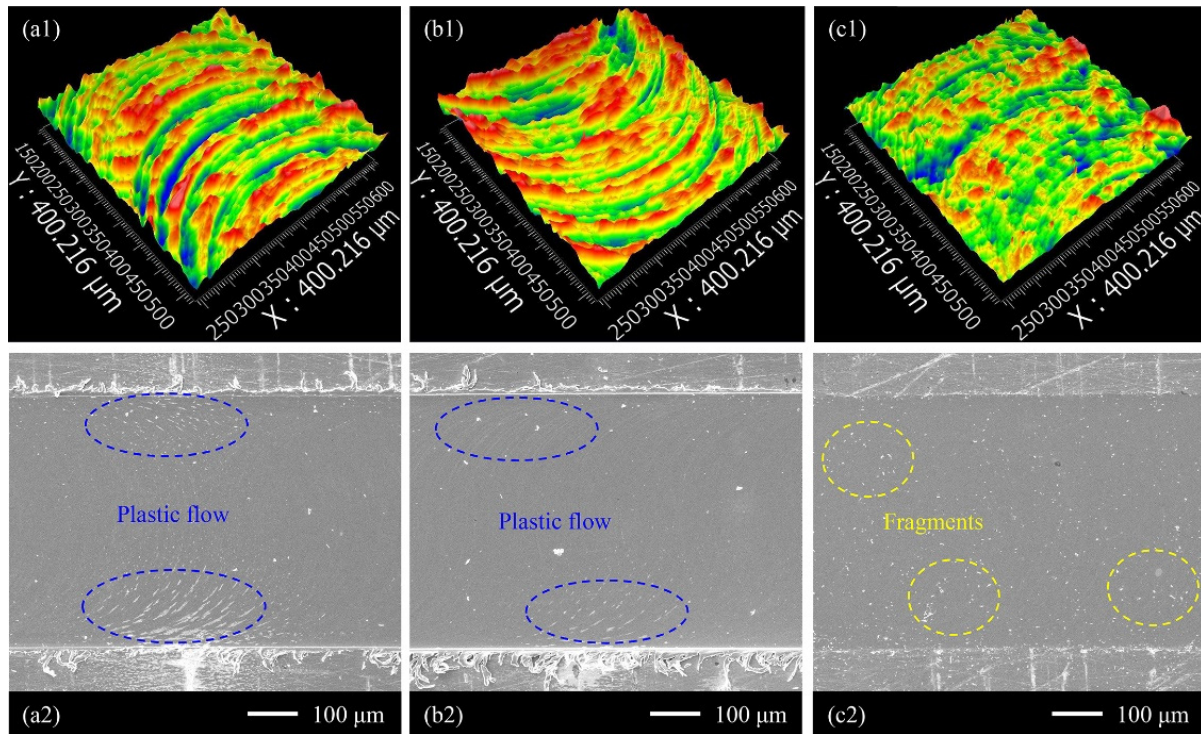 (a1)
150200250300350400450500
Y : 400.216 μm
250300350400450500550600
X : 400.216 μm
(b1)
150200250300350400450500
Y : 400.216 μm
250300350400450500550600
X : 400.216 μm
(c1)
150200250300350400450500
Y : 400.216 μm
250300350400450500550600
X : 400.216 μm
Plastic flow
(a2)
100 μm
Plastic flow
(b2)
100 μm
Fragments
(c2)
100 μm